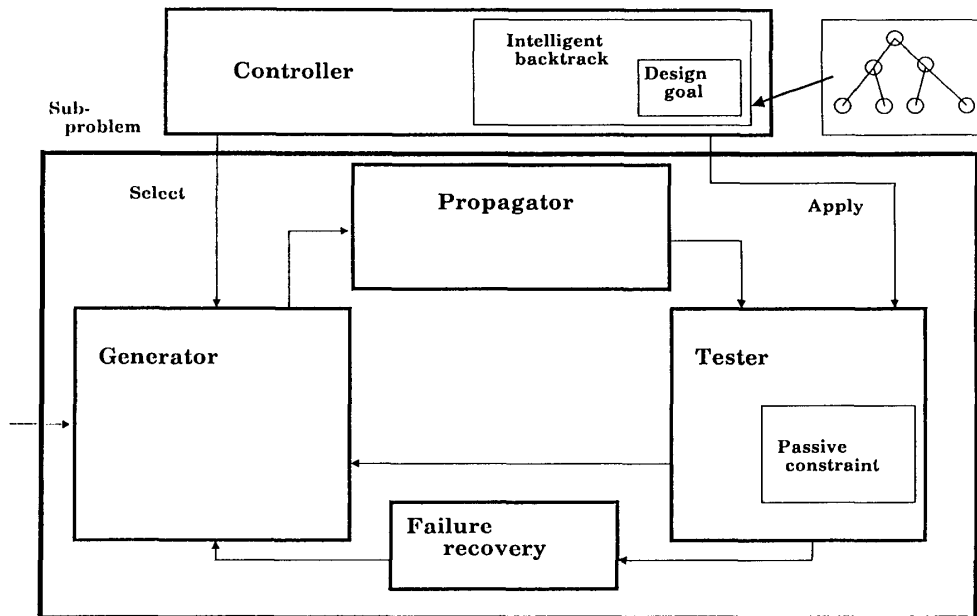 Intelligent
backtrack
Controller
Design
goal
Sub-
problem
Select
Propagator
Apply
Generator
Tester
Passive
constraint
Failure
recovery